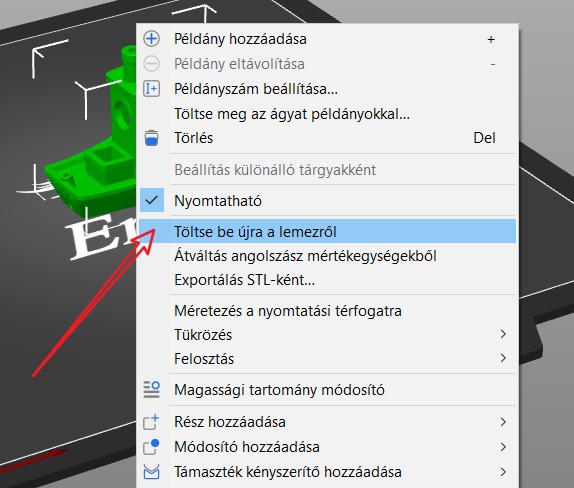 Példány hozzáadása +
Példány eltávolítása -
Példányszám beállítása...
Töltse meg az ágyat példányokkal...
Törlés Del
Beállítás különálló tárgyakként
Nyomtatható
Töltse be újra a lemezről
Átváltás angolszász mértékegységekből
Exportálás STL-ként...
Méretezés a nyomtatási térfogatra
Tükrözés
Felosztás
Magassági tartomány módosító
Rész hozzáadása
Módosító hozzáadása
Támaszték kényszerítő hozzáadása